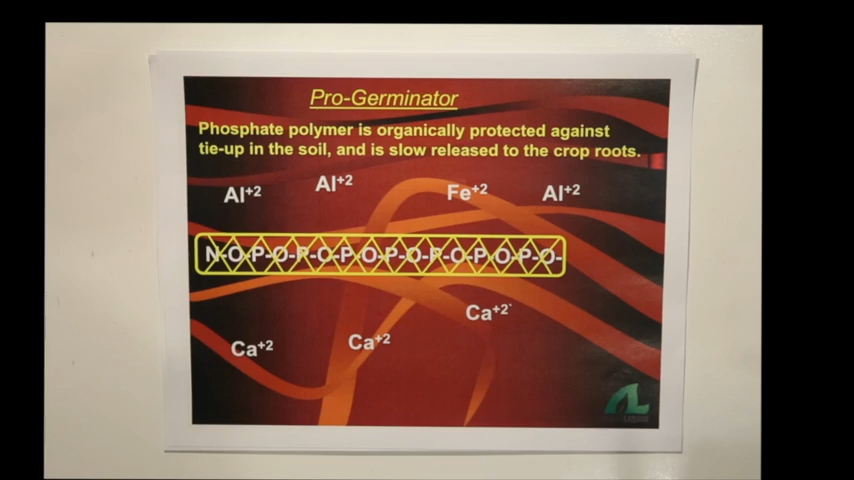 Pro-Germinator
Phosphate polymer is organically protected against
tie-up in the soil, and is slow released to the crop roots.
Al+2 Al+2 Fe+2 Al+2
N-O-P-O-P-O-P-O-P-O-P-O-P-O-P-O-
Ca+2`
Ca+2 Ca+2